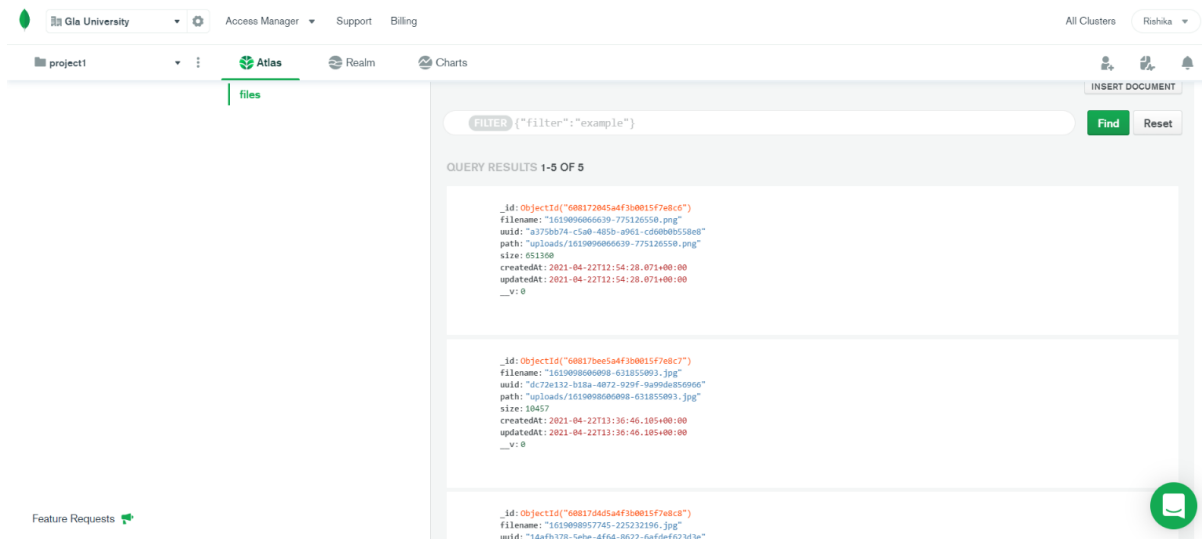 Gla University
Access Manager
Support
Billing
All Clusters
Rishika
project1
Atlas
Realm
Charts
files
INSERT DOCUMENT
FILTER {"filter":"example"}
Find
Reset
QUERY RESULTS 1-5 OF 5
_id:ObjectId("608172045a4f3b0015f7e8c6")
filename:"1619096066639-775126550.png"
uuid:"a375bb74-c5a0-485b-a961-cd60b0b558e8"
path:"uploads/1619096066639-775126550.png"
size:651360
createdAt:2021-04-22T12:54:28.071+00:00
updatedAt:2021-04-22T12:54:28.071+00:00
__v:0
_id:ObjectId("60817bee5a4f3b0015f7e8c7")
filename:"1619098606098-631855093.jpg"
uuid:"dc72e132-b18a-4072-929f-9a99de856966"
path:"uploads/1619098606098-631855093.jpg"
size:10457
createdAt:2021-04-22T13:36:46.105+00:00
updatedAt:2021-04-22T13:36:46.105+00:00
__v:0
_id:ObjectId("60817d4d5a4f3b0015f7e8c8")
filename:"1619098957745-225232196.jpg"
uuid:"14afb378-5ebe-4f64-8622-6afdef623d3e"
Feature Requests